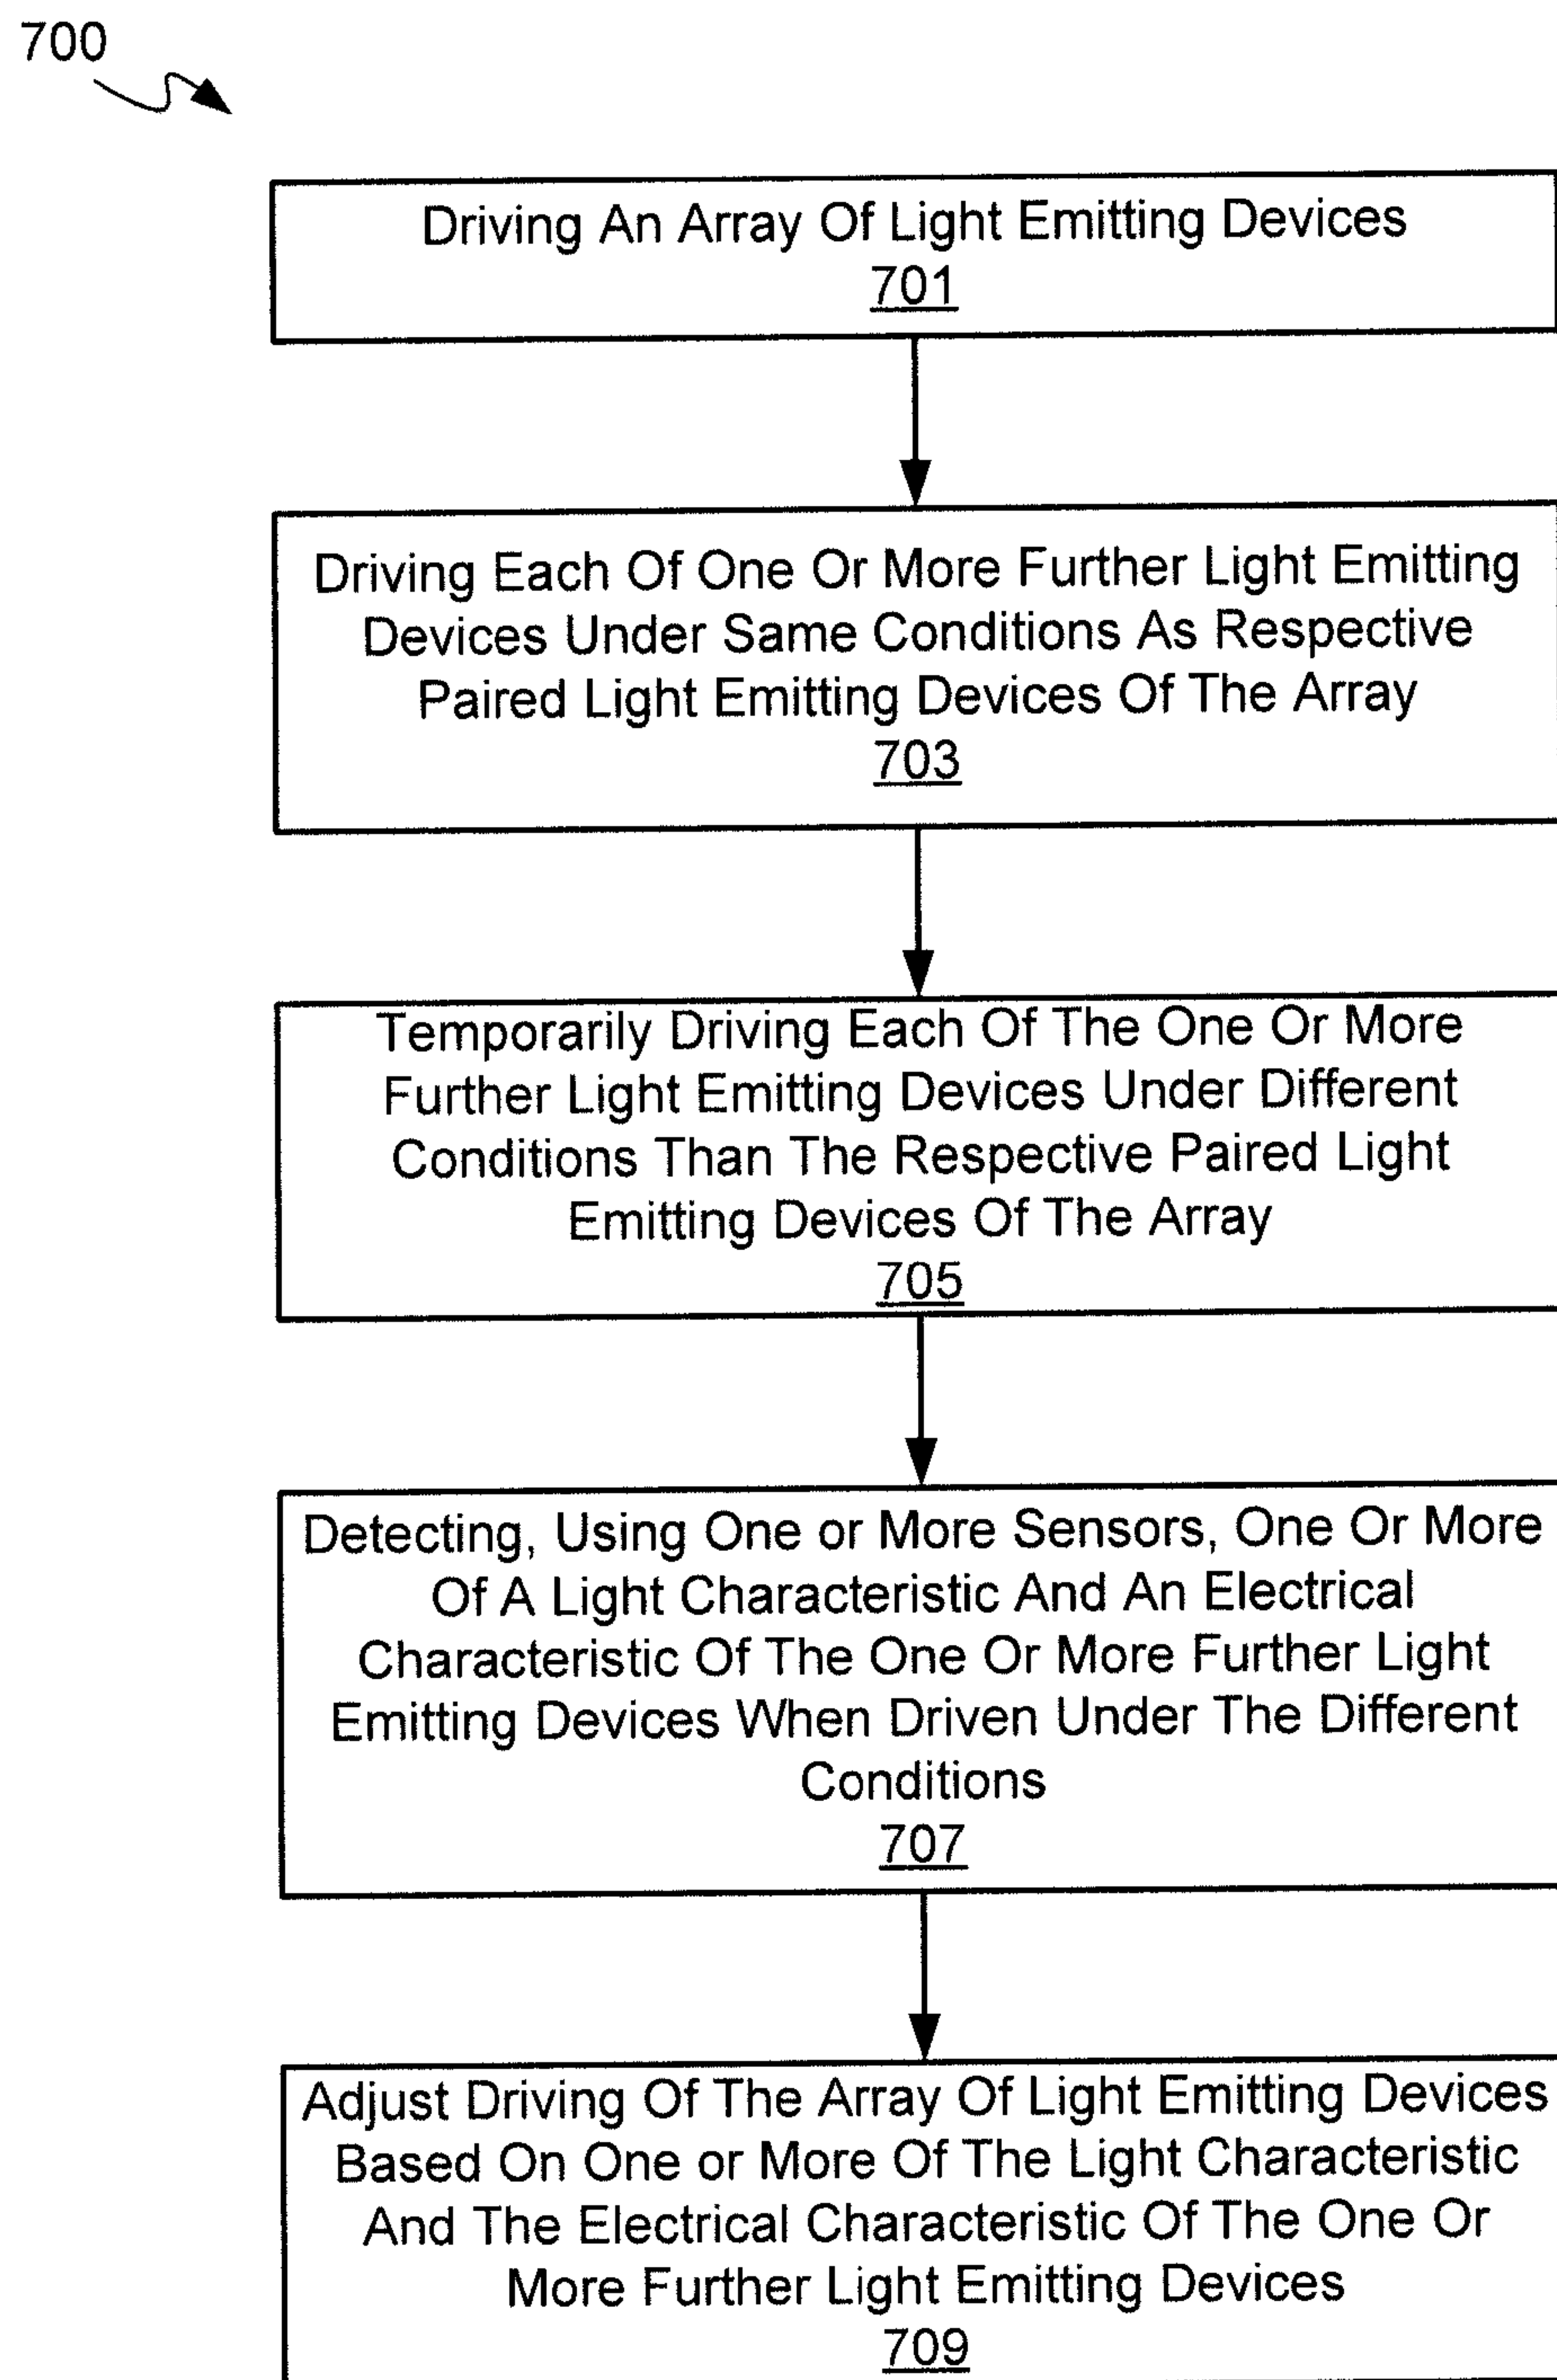 700
Driving An Array Of Light Emitting Devices
701
Driving Each Of One Or More Further Light Emitting
Devices Under Same Conditions As Respective
Paired Light Emitting Devices Of The Array
703
Temporarily Driving Each Of The One Or More
Further Light Emitting Devices Under Different
Conditions Than The Respective Paired Light
Emitting Devices Of The Array
705
Detecting, Using One or More Sensors, One Or More
Of A Light Characteristic And An Electrical
Characteristic Of The One Or More Further Light
Emitting Devices When Driven Under The Different
Conditions
707
Adjust Driving Of The Array Of Light Emitting Devices
Based On One or More Of The Light Characteristic
And The Electrical Characteristic Of The One Or
More Further Light Emitting Devices
709